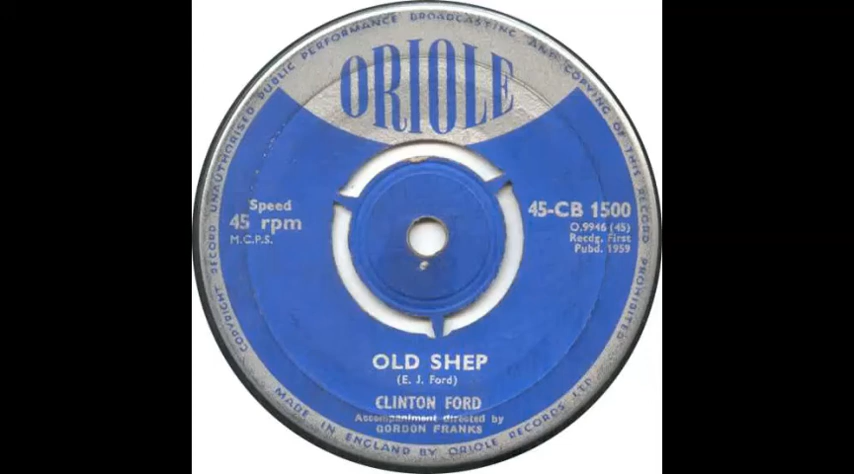 ORIOLE
COPYRIGHT RECORD UNAUTHORISED PUBLIC PERFORMANCE BROADCASTING AND COPYING OF THIS RECORD PROHIBITED
Speed
45 rpm
M.C.P.S.
45-CB 1500
O.9946 (45)
Recdg. First
Pubd. 1959
OLD SHEP
(E. J. Ford)
CLINTON FORD
Accompaniment directed by
GORDON FRANKS
MADE IN ENGLAND BY ORIOLE RECORDS LTD